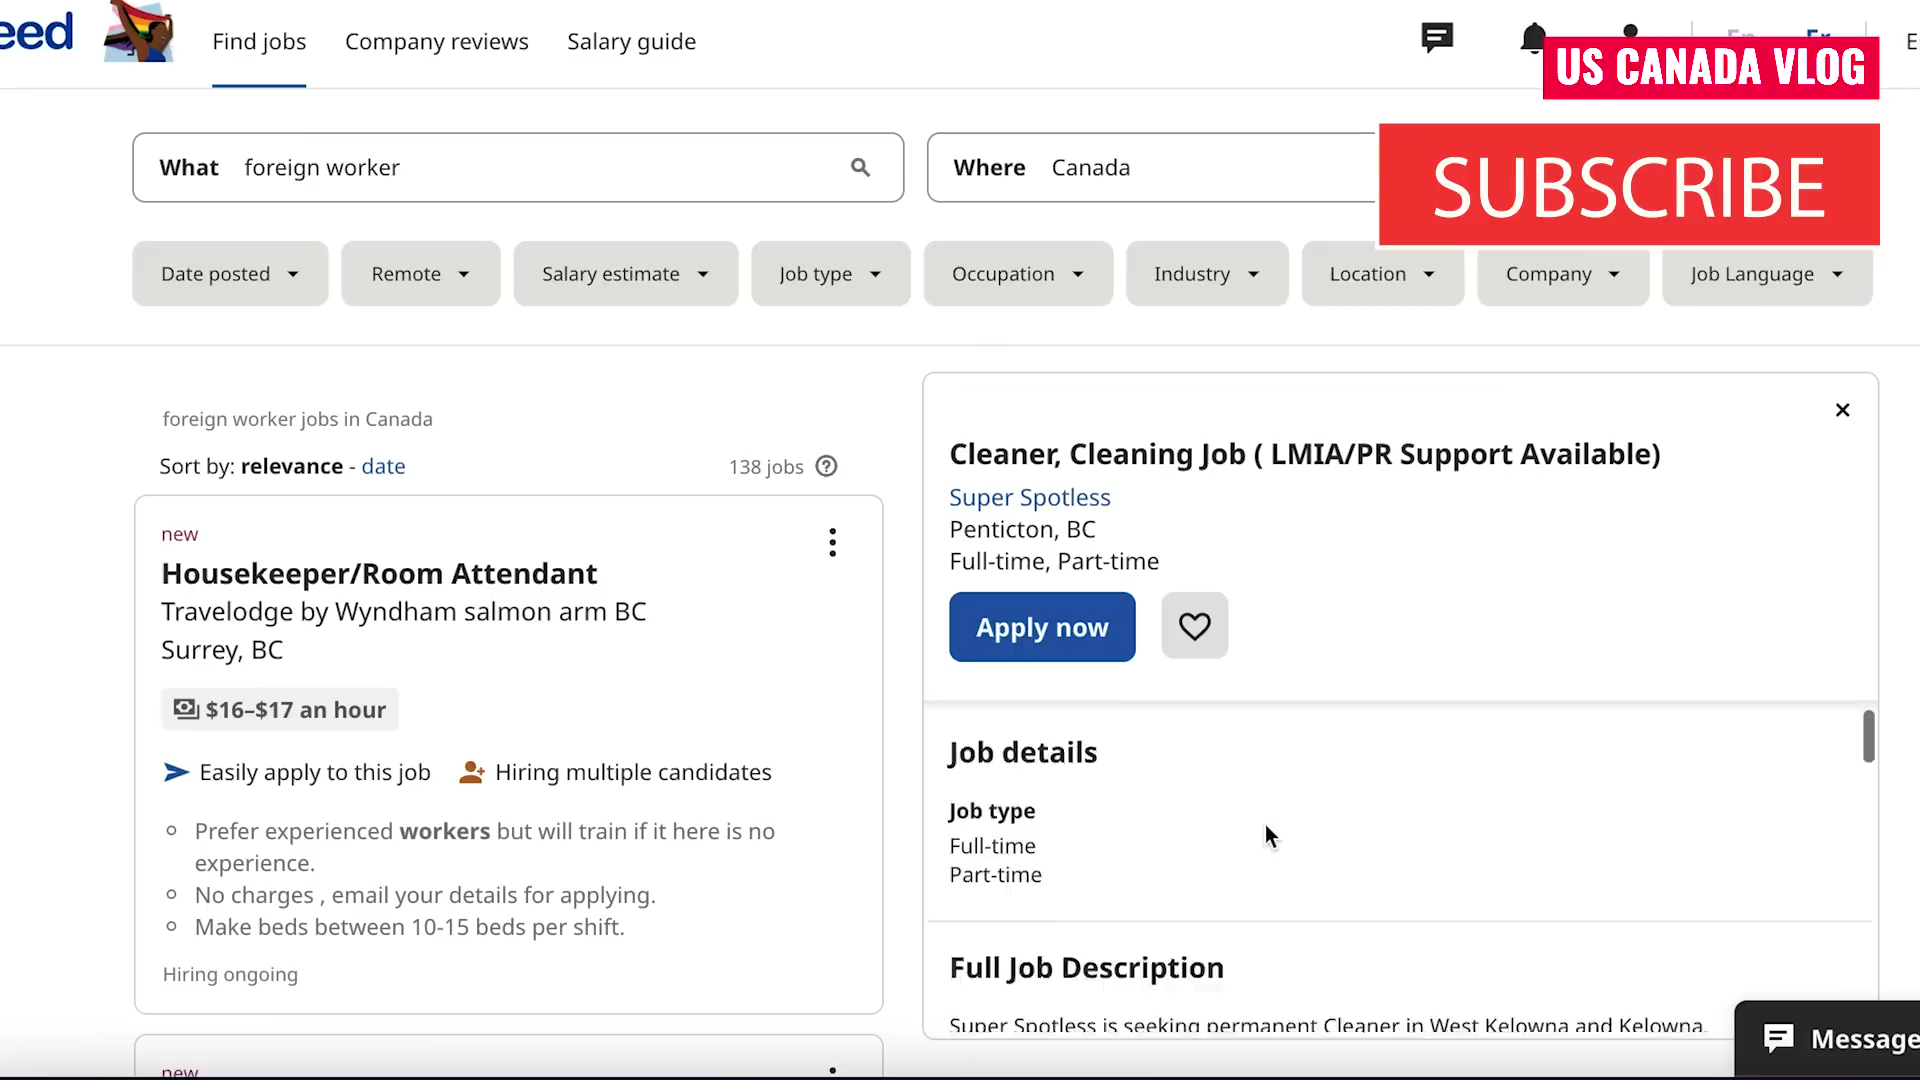 eed
Find jobs
Company reviews
Salary guide
US CANADA VLOG
SUBSCRIBE
What foreign worker
Where Canada
Date posted
Remote
Salary estimate
Job type
Occupation
Industry
Location
Company
Job Language
foreign worker jobs in Canada
Sort by: relevance - date
138 jobs
new
Housekeeper/Room Attendant
Travelodge by Wyndham salmon arm BC
Surrey, BC
$16–$17 an hour
Easily apply to this job
Hiring multiple candidates
Prefer experienced workers but will train if it here is no
experience.
No charges , email your details for applying.
Make beds between 10-15 beds per shift.
Hiring ongoing
new
Cleaner, Cleaning Job ( LMIA/PR Support Available)
Super Spotless
Penticton, BC
Full-time, Part-time
Apply now
Job details
Job type
Full-time
Part-time
Full Job Description
Super Spotless is seeking permanent Cleaner in West Kelowna and Kelowna.
Message